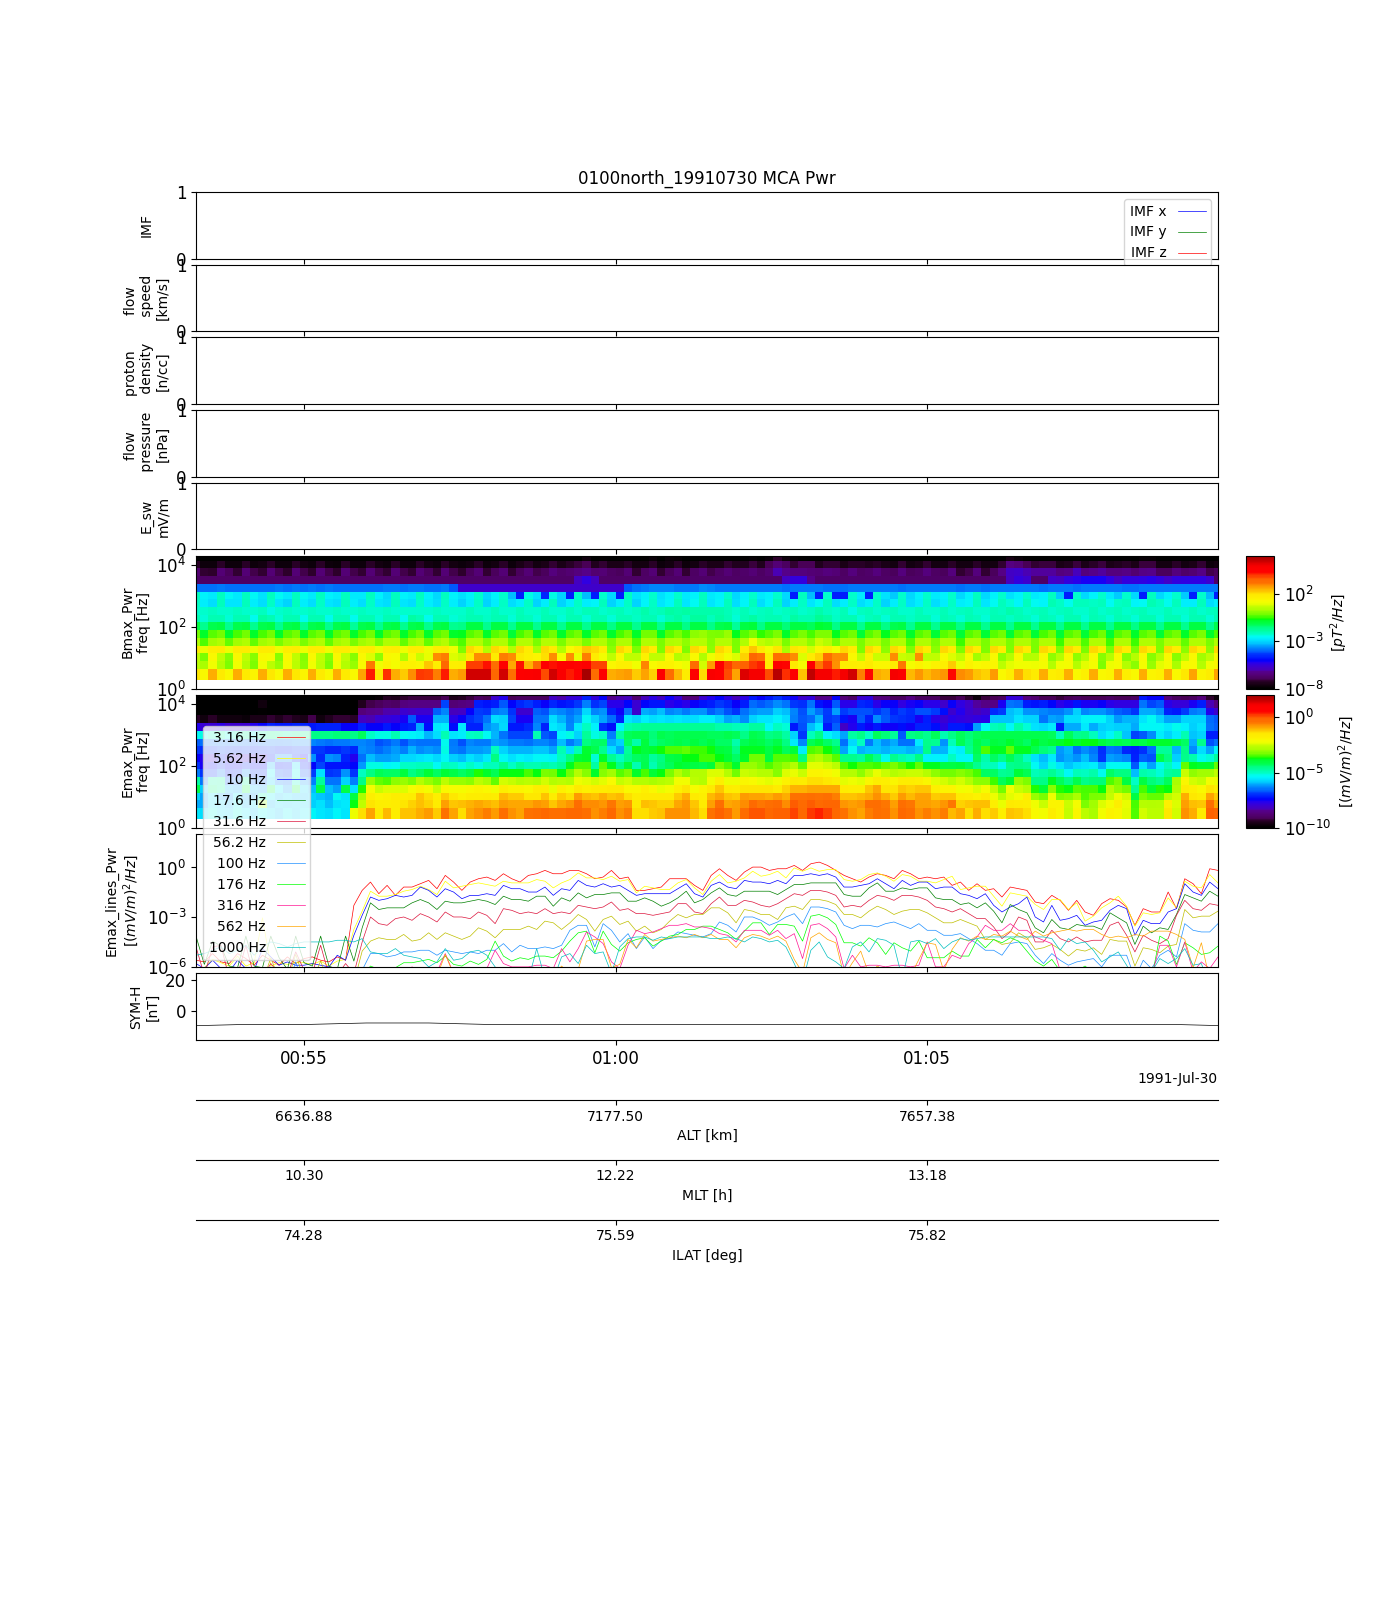 0100north_19910730 MCA Pwr
1
IMF
0
IMF x
IMF y
IMF z
1
flow
speed
[km/s]
0
1
proton
density
[n/cc]
0
1
flow
pressure
[nPa]
0
1
E_sw
mV/m
0
10^4
10^2
10^0
Bmax_Pwr
freq [Hz]
10^2
10^-3
10^-8
[pT^2/Hz]
10^4
10^2
10^0
Emax_Pwr
freq [Hz]
10^0
10^-5
10^-10
[(mV/m)^2/Hz]
3.16 Hz
5.62 Hz
10 Hz
17.6 Hz
31.6 Hz
56.2 Hz
100 Hz
176 Hz
316 Hz
562 Hz
1000 Hz
10^0
10^-3
10^-6
Emax_lines_Pwr
[(mV/m)^2/Hz]
20
0
SYM-H
[nT]
00:55 01:00 01:05
1991-Jul-30
6636.88 7177.50 7657.38
ALT [km]
10.30 12.22 13.18
MLT [h]
74.28 75.59 75.82
ILAT [deg]